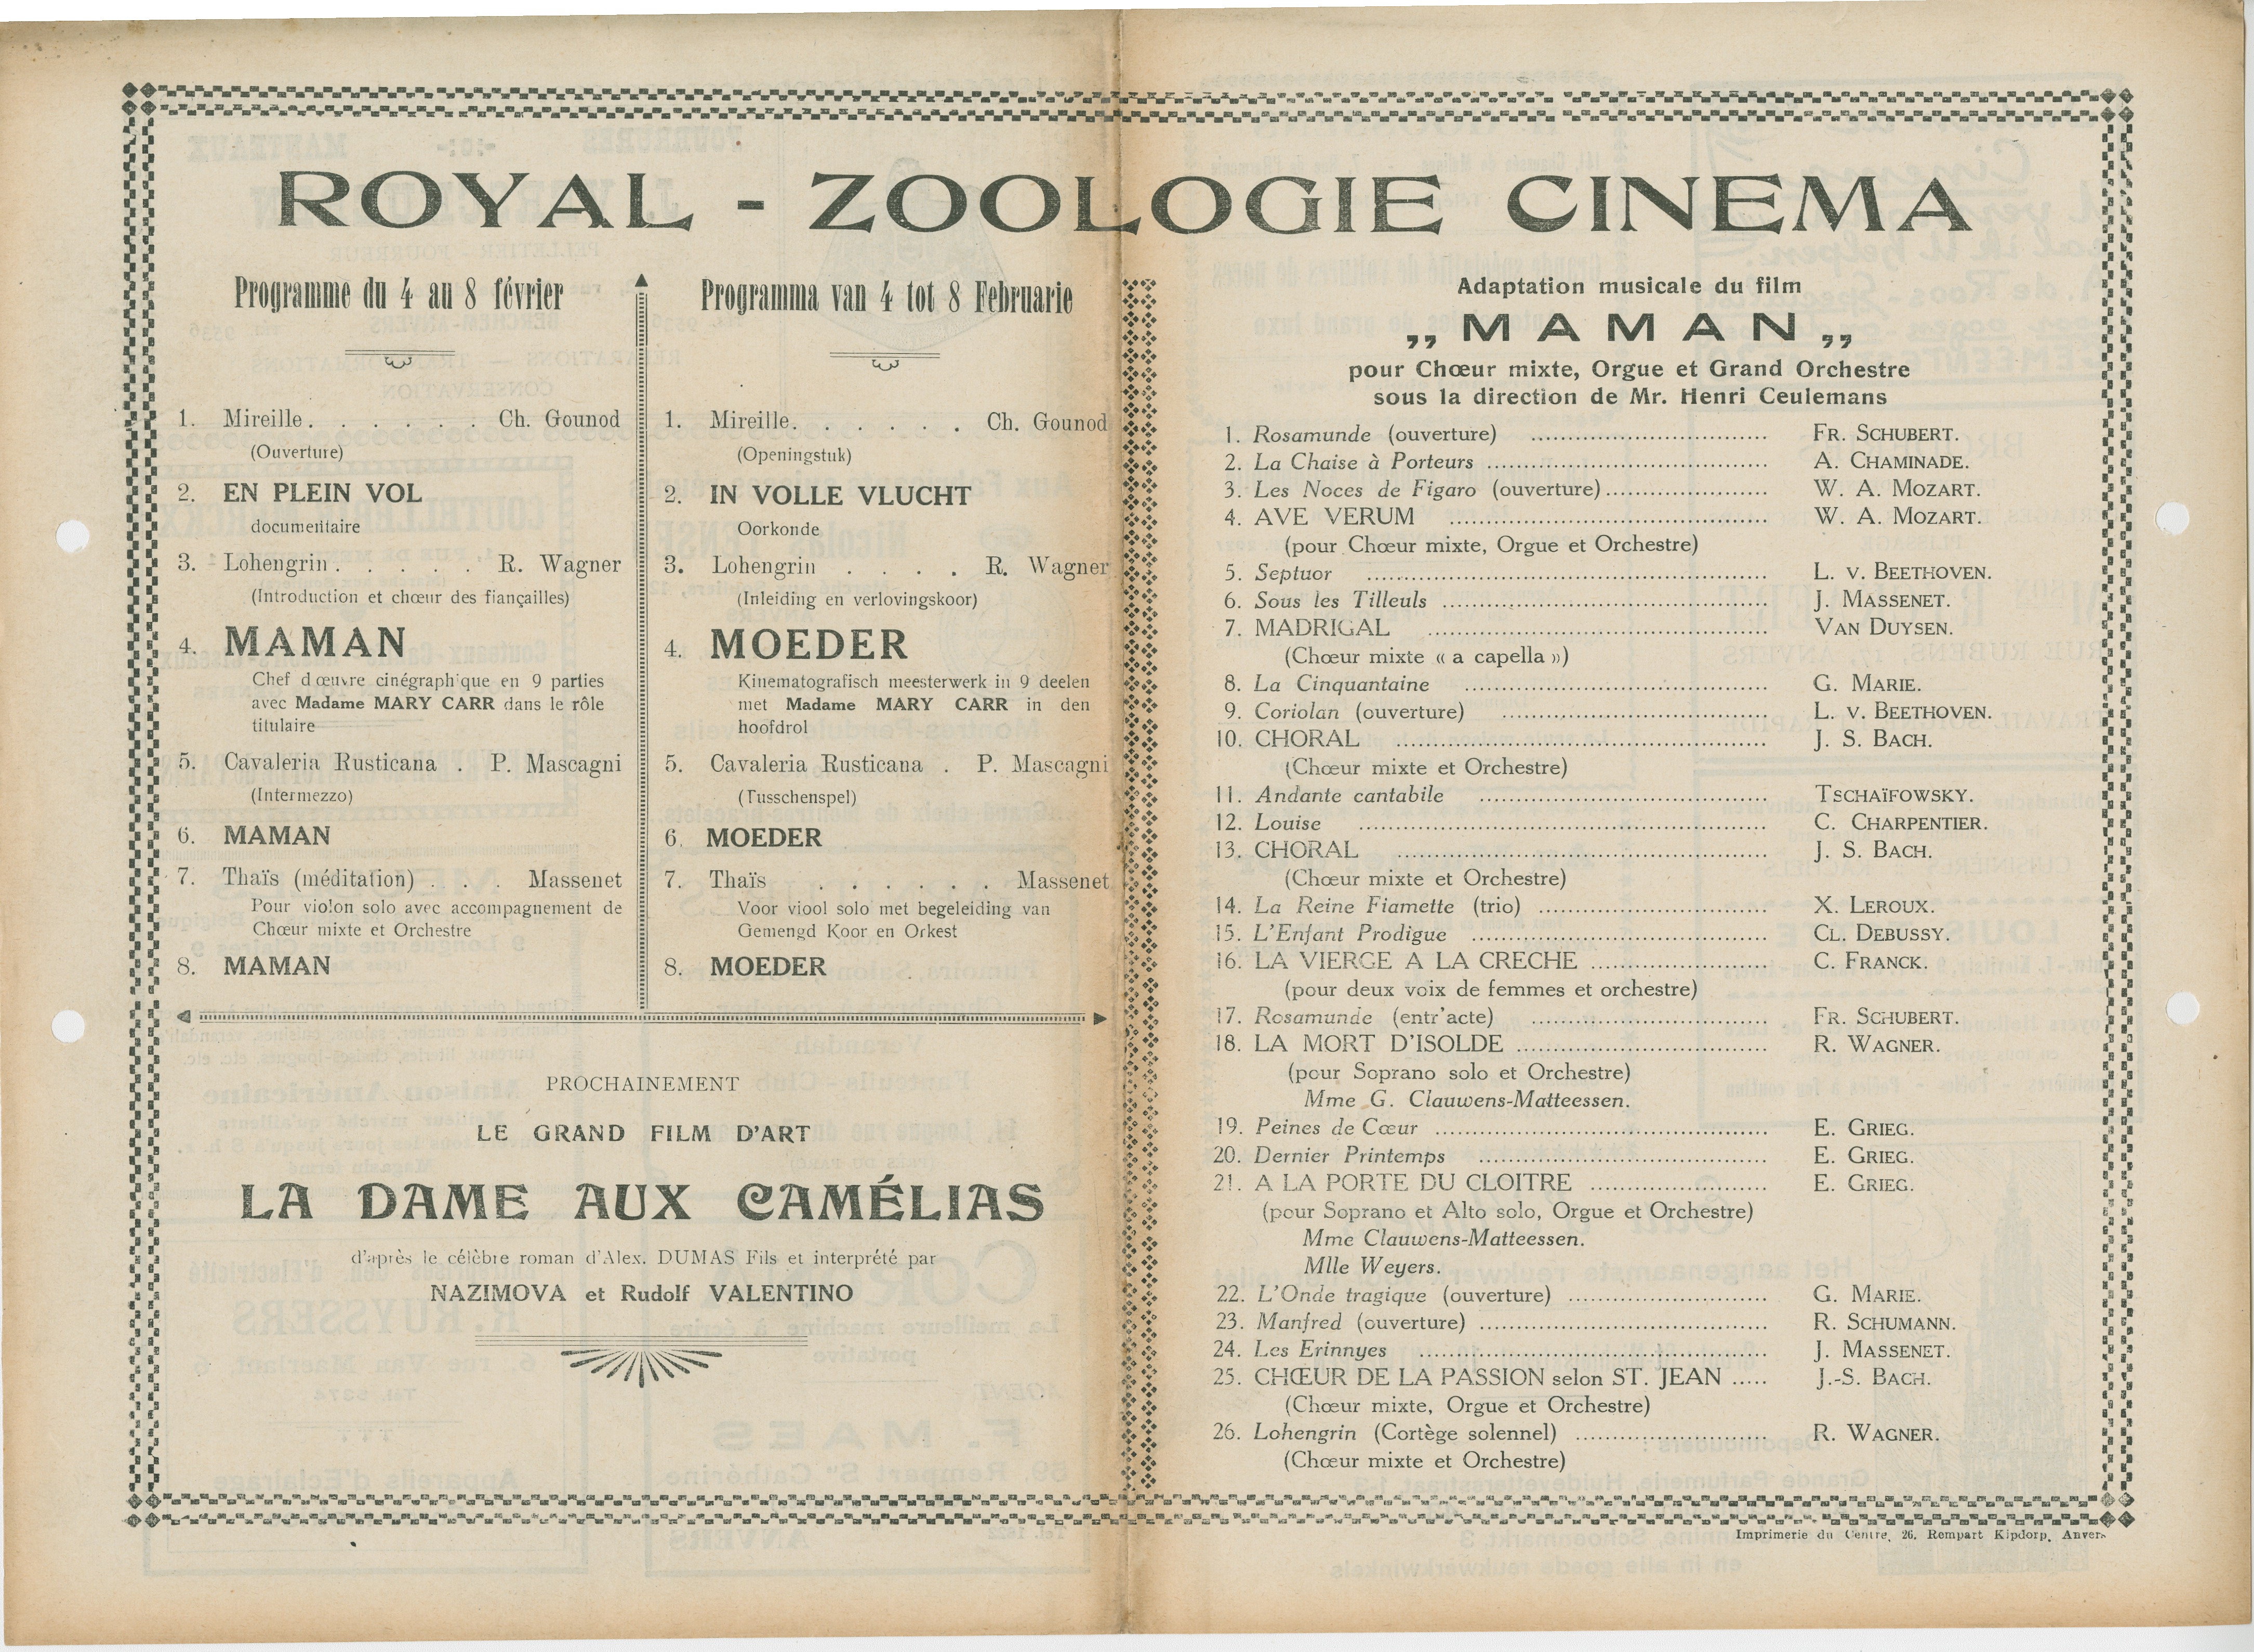 ROYAL - ZOOLOGIE CINEMA
Programme du 4 au 8 février
1. Mireille . . . . . . Ch. Gounod
(Ouverture)
2. EN PLEIN VOL
documentaire
3. Lohengrin . . . . . R. Wagner
(Introduction et chœur des fiançailles)
4. MAMAN
Chef dœuvre cinégraph'que en 9 parties
avec Madame MARY CARR dans le rôle
titulaire
5. Cavaleria Rusticana . P. Mascagni
(Intermezzo)
6. MAMAN
7. Thaïs (méditation) . . . Massenet
Pour violon solo avec accompagnement de
Chœur mixte et Orchestre
8. MAMAN
Programma van 4 tot 8 Februarie
1. Mireille . . . . . . Ch. Gounod
(Openingstuk)
2. IN VOLLE VLUCHT
Oorkonde
3. Lohengrin . . . . R. Wagner
(Inleiding en verlovingskoor)
4. MOEDER
Kinematografisch meesterwerk in 9 deelen
met Madame MARY CARR in den
hoofdrol
5. Cavaleria Rusticana . P. Mascagni
(Tusschenspel)
6. MOEDER
7. Thaïs . . . . . . Massenet
Voor viool solo met begeleiding van
Gemengd Koor en Orkest
8. MOEDER
PROCHAINEMENT
LE GRAND FILM D'ART
LA DAME AUX CAMÉLIAS
d'après le célèbre roman d'Alex. DUMAS Fils et interprété par
NAZIMOVA et Rudolf VALENTINO
Adaptation musicale du film
„ MAMAN „
pour Chœur mixte, Orgue et Grand Orchestre
sous la direction de Mr. Henri Ceulemans
1. Rosamunde (ouverture) .......... FR. SCHUBERT.
2. La Chaise à Porteurs .......... A. CHAMINADE.
3. Les Noces de Figaro (ouverture) .......... W. A. MOZART.
4. AVE VERUM .......... W. A. MOZART.
(pour Chœur mixte, Orgue et Orchestre)
5. Septuor .......... L. v. BEETHOVEN.
6. Sous les Tilleuls .......... J. MASSENET.
7. MADRIGAL .......... VAN DUYSEN.
(Chœur mixte « a capella »)
8. La Cinquantaine .......... G. MARIE.
9. Coriolan (ouverture) .......... L. v. BEETHOVEN.
10. CHORAL .......... J. S. BACH.
(Chœur mixte et Orchestre)
11. Andante cantabile .......... TSCHAÏFOWSKY.
12. Louise .......... C. CHARPENTIER.
13. CHORAL .......... J. S. BACH.
(Chœur mixte et Orchestre)
14. La Reine Fiamette (trio) .......... X. LEROUX.
15. L'Enfant Prodigue .......... CL. DEBUSSY.
16. LA VIERGE A LA CRECHE .......... C. FRANCK.
(pour deux voix de femmes et orchestre)
17. Rosamunde (entr'acte) .......... FR. SCHUBERT.
18. LA MORT D'ISOLDE .......... R. WAGNER.
(pour Soprano solo et Orchestre)
Mme G. Clauwens-Matteessen.
19. Peines de Cœur .......... E. GRIEG.
20. Dernier Printemps .......... E. GRIEG.
21. A LA PORTE DU CLOITRE .......... E. GRIEG.
(pour Soprano et Alto solo, Orgue et Orchestre)
Mme Clauwens-Matteessen.
Mlle Weyers.
22. L'Onde tragique (ouverture) .......... G. MARIE.
23. Manfred (ouverture) .......... R. SCHUMANN.
24. Les Erinnyes .......... J. MASSENET.
25. CHŒUR DE LA PASSION selon ST. JEAN ..... J.-S. BACH.
(Chœur mixte, Orgue et Orchestre)
26. Lohengrin (Cortège solennel) .......... R. WAGNER.
(Chœur mixte et Orchestre)
Imprimerie du Centre, 26, Rempart Kipdorp, Anvers